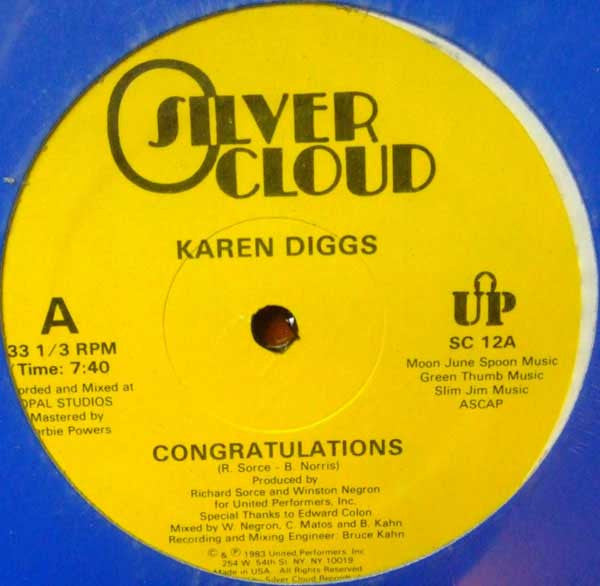 SILVER
CLOUD
KAREN DIGGS
A
33 1/3 RPM
Time: 7:40
orded and Mixed at
OPAL STUDIOS
Mastered by
rbie Powers
UP
SC 12A
Moon June Spoon Music
Green Thumb Music
Slim Jim Music
ASCAP
CONGRATULATIONS
(R. Sorce - B. Norris)
Produced by
Richard Sorce and Winston Negron
for United Performers, Inc.
Special Thanks to Edward Colon
Mixed by W. Negron, C. Matos and B. Kahn
Recording and Mixing Engineer: Bruce Kahn
© & ℗ 1983 United Performers, Inc.
254 W. 54th St. NY, NY 10019
Made in USA. All Rights Reserved
by Silver Cloud Records